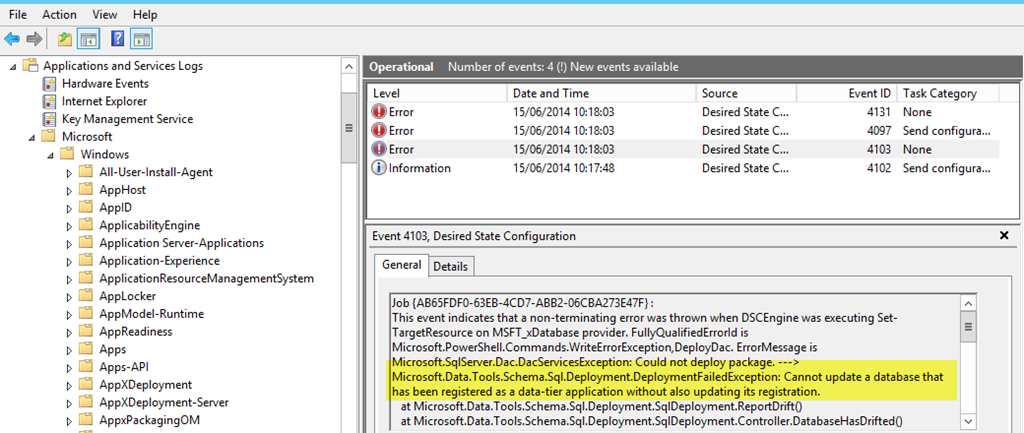 File Action View Help
Applications and Services Logs
Hardware Events
Internet Explorer
Key Management Service
Microsoft
Windows
All-User-Install-Agent
AppHost
AppID
ApplicabilityEngine
Application Server-Applications
Application-Experience
ApplicationResourceManagementSystem
AppLocker
AppModel-Runtime
AppReadiness
Apps
Apps-API
AppXDeployment
AppXDeployment-Server
AppxPackagingOM
Operational Number of events: 4 (!) New events available
Level Date and Time Source Event ID Task Category
Error 15/06/2014 10:18:03 Desired State C... 4131 None
Error 15/06/2014 10:18:03 Desired State C... 4097 Send configura...
Error 15/06/2014 10:18:03 Desired State C... 4103 None
Information 15/06/2014 10:17:48 Desired State C... 4102 Send configura...
Event 4103, Desired State Configuration
General Details
Job {AB65FDF0-63EB-4CD7-ABB2-06CBA273E47F} :
This event indicates that a non-terminating error was thrown when DSCEngine was executing Set-
TargetResource on MSFT_xDatabase provider. FullyQualifiedErrorId is
Microsoft.PowerShell.Commands.WriteErrorException,DeployDac. ErrorMessage is
Microsoft.SqlServer.Dac.DacServicesException: Could not deploy package. --->
Microsoft.Data.Tools.Schema.Sql.Deployment.DeploymentFailedException: Cannot update a database that
has been registered as a data-tier application without also updating its registration.
at Microsoft.Data.Tools.Schema.Sql.Deployment.SqlDeployment.ReportDrift()
at Microsoft.Data.Tools.Schema.Sql.Deployment.SqlDeployment.Controller.DatabaseHasDrifted()